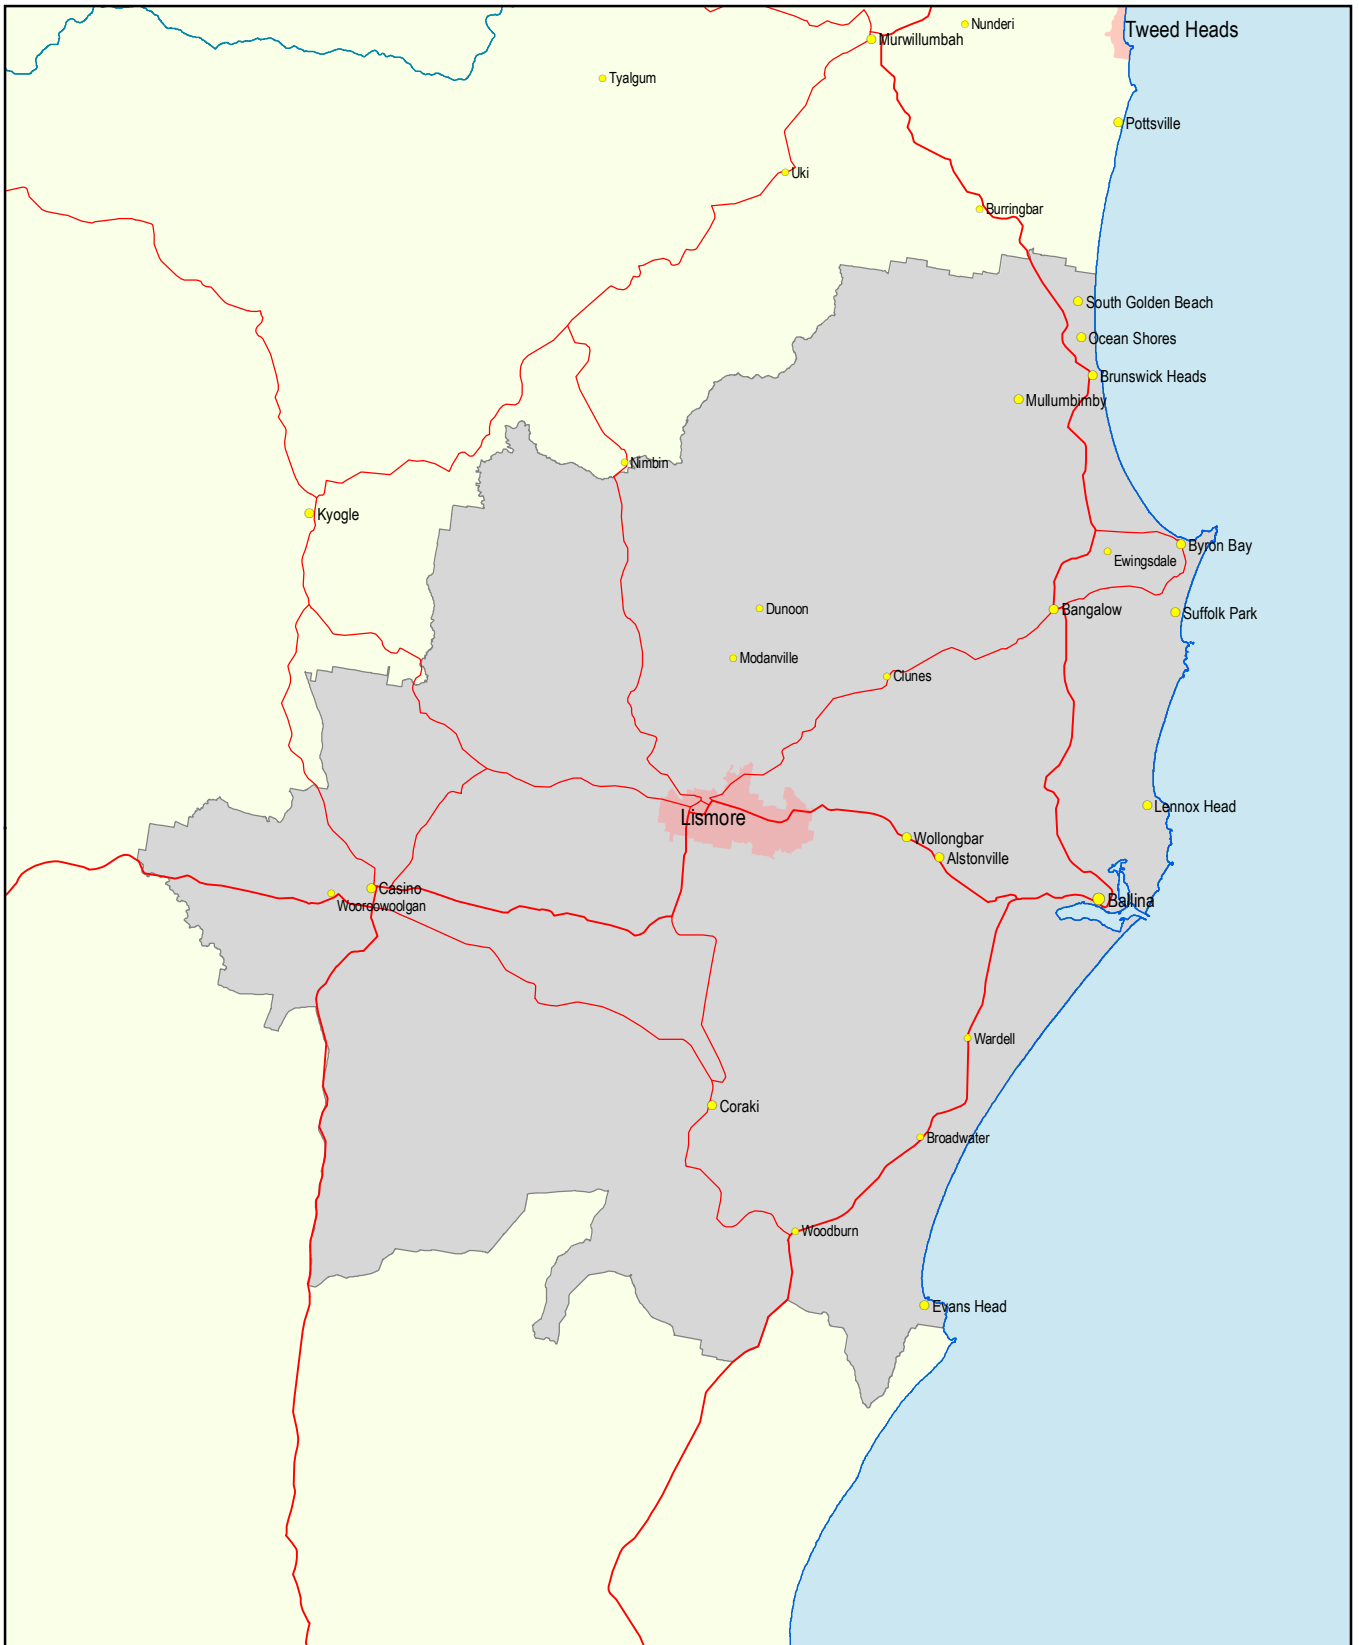 Nunderi
Tweed Heads
Murwillumbah
Tyalgum
Pottsville
Uki
Burringbar
South Golden Beach
Ocean Shores
Brunswick Heads
Mullumbimby
Nimbin
Kyogle
Byron Bay
Ewingsdale
Dunoon
Bangalow
Suffolk Park
Modanville
Clunes
Lennox Head
Lismore
Wollongbar
Alstonville
Casino
Wooroowoolgan
Ballina
Wardell
Coraki
Broadwater
Woodburn
Evans Head